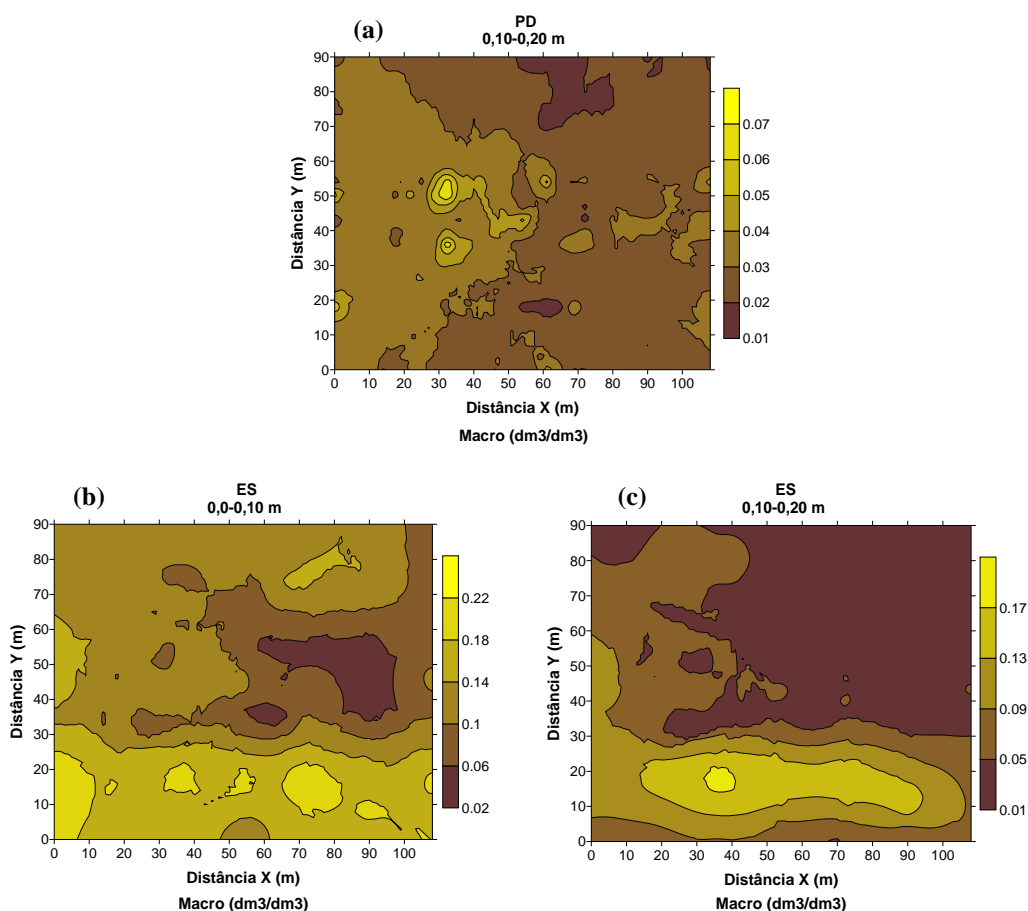 (a)
PD
0,10-0,20 m
90
80
70
60
50
40
30
20
10
0
Distância Y (m)
0 10 20 30 40 50 60 70 80 90 100
Distância X (m)
Macro (dm3/dm3)
0.07
0.06
0.05
0.04
0.03
0.02
0.01
(b)
ES
0,0-0,10 m
90
80
70
60
50
40
30
20
10
0
Distância Y (m)
0 10 20 30 40 50 60 70 80 90 100
Distância X (m)
Macro (dm3/dm3)
0.22
0.18
0.14
0.1
0.06
0.02
(c)
ES
0,10-0,20 m
90
80
70
60
50
40
30
20
10
0
Distância Y (m)
0 10 20 30 40 50 60 70 80 90 100
Distância X (m)
Macro (dm3/dm3)
0.17
0.13
0.09
0.05
0.01